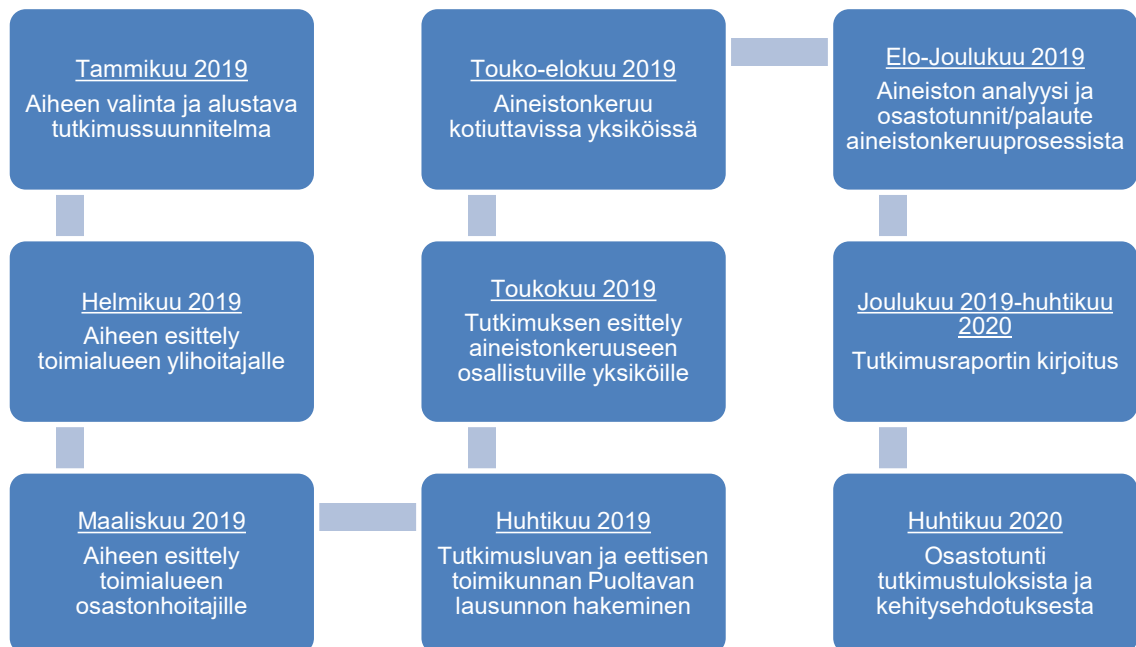 Tammikuu 2019
Aiheen valinta ja alustava
tutkimussuunnitelma
Helmikuu 2019
Aiheen esittely
toimialueen ylihoitajalle
Maaliskuu 2019
Aiheen esittely
toimialueen
osastonhoitajille
Huhtikuu 2019
Tutkimusluvan ja eettisen
toimikunnan Puoltavan
lausunnon hakeminen
Toukokuu 2019
Tutkimuksen esittely
aineistonkeruuseen
osallistuville yksiköille
Touko-elokuu 2019
Aineistonkeruu
kotiuttavissa yksiköissä
Elo-Joulukuu 2019
Aineiston analyysi ja
osastotunnit/palaute
aineistonkeruuprosessista
Joulukuu 2019-huhtikuu
2020
Tutkimusraportin kirjoitus
Huhtikuu 2020
Osastotunti
tutkimustuloksista ja
kehitysehdotuksesta